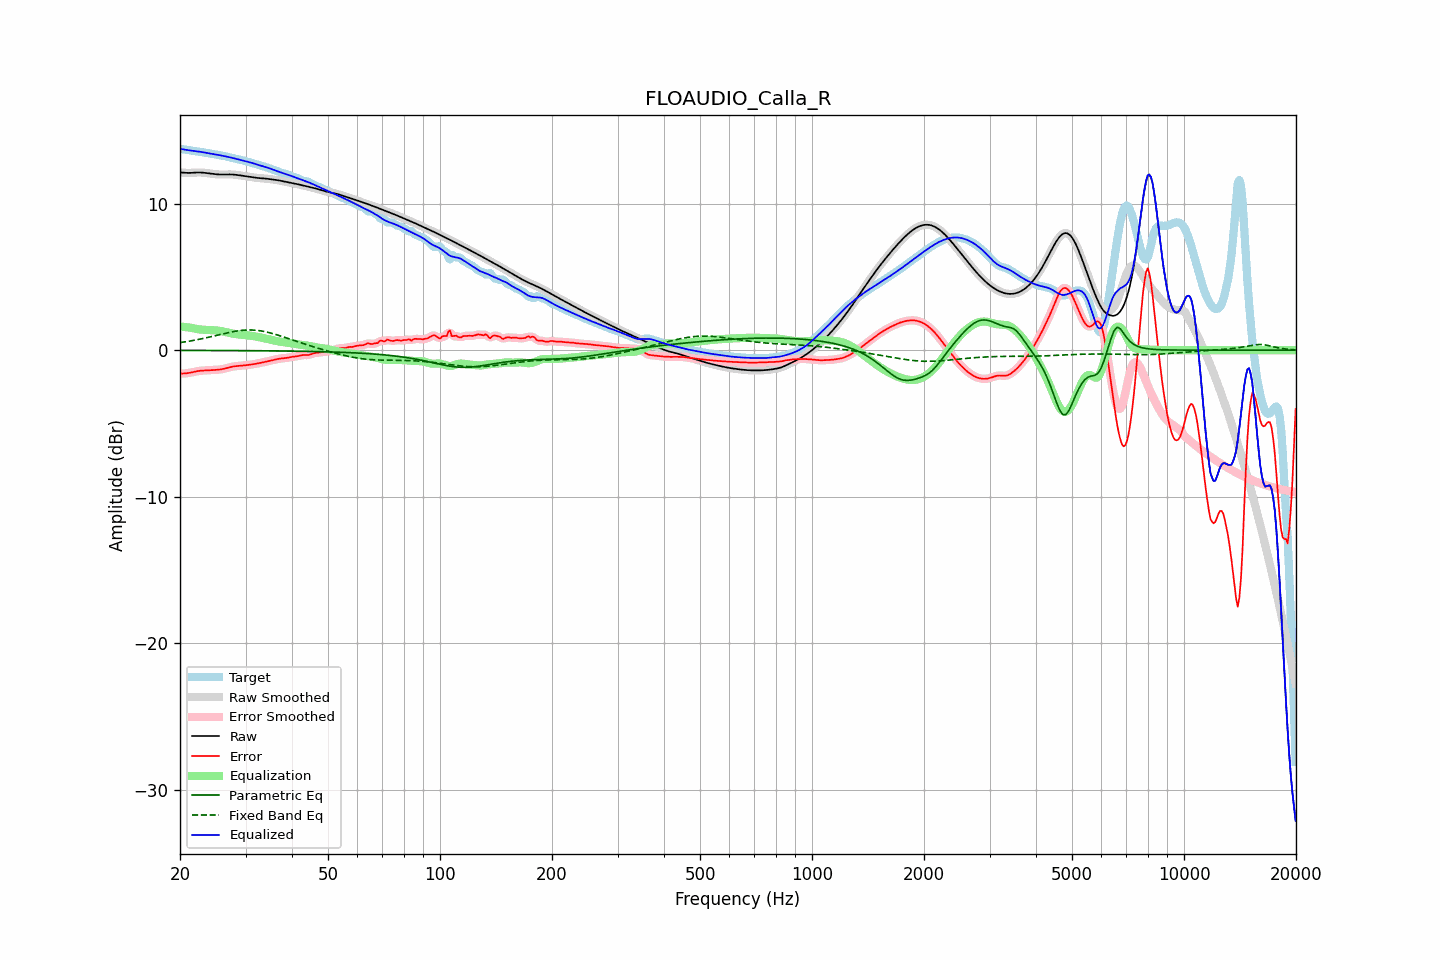 FLOAUDIO_Calla_R
Amplitude (dBr)
10
0
−10
−20
−30
Target
Raw Smoothed
Error Smoothed
Raw
Error
Equalization
Parametric Eq
Fixed Band Eq
Equalized
20 50 100 200 500 1000 2000 5000 10000 20000
Frequency (Hz)